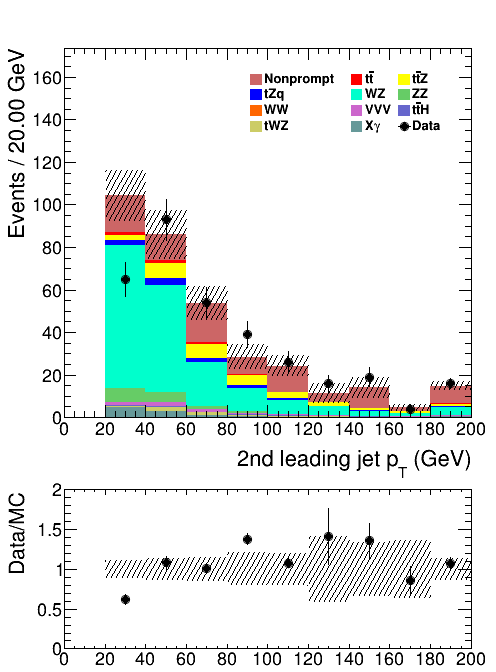 Events / 20.00 GeV
160
140
120
100
80
60
40
20
0
Nonprompt tt̄ tt̄Z
tZq WZ ZZ
WW VVV tt̄H
tWZ Xγ Data
0 20 40 60 80 100 120 140 160 180 200
2nd leading jet p_T (GeV)
Data/MC
2
1.5
1
0.5
0
0 20 40 60 80 100 120 140 160 180 200